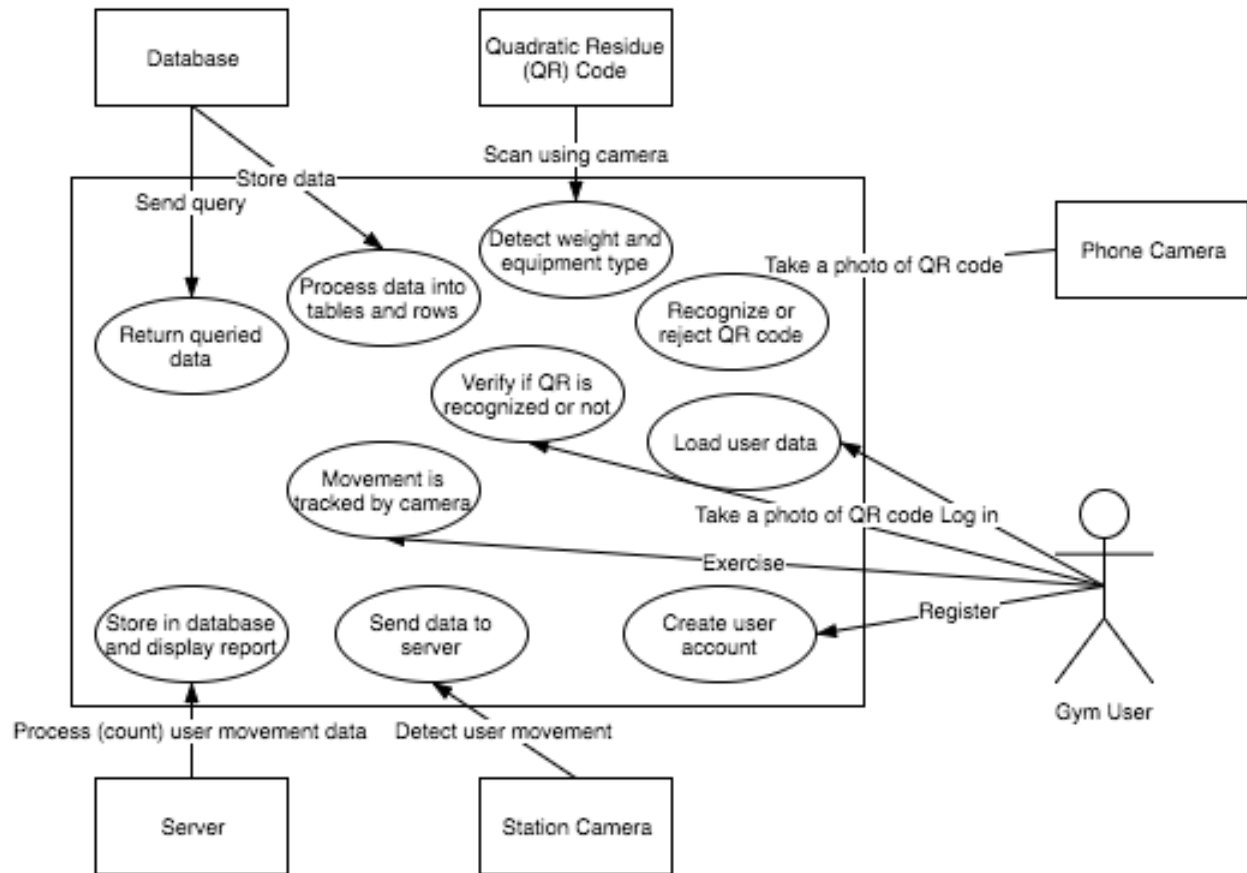 Database
Quadratic Residue
(QR) Code
Scan using camera
Store data
Send query
Detect weight and
equipment type
Phone Camera
Take a photo of QR code
Process data into
tables and rows
Recognize or
reject QR code
Return queried
data
Verify if QR is
recognized or not
Load user data
Movement is
tracked by camera
Take a photo of QR code
Log in
Exercise
Register
Store in database
and display report
Send data to
server
Create user
account
Gym User
Process (count) user movement data
Detect user movement
Server
Station Camera